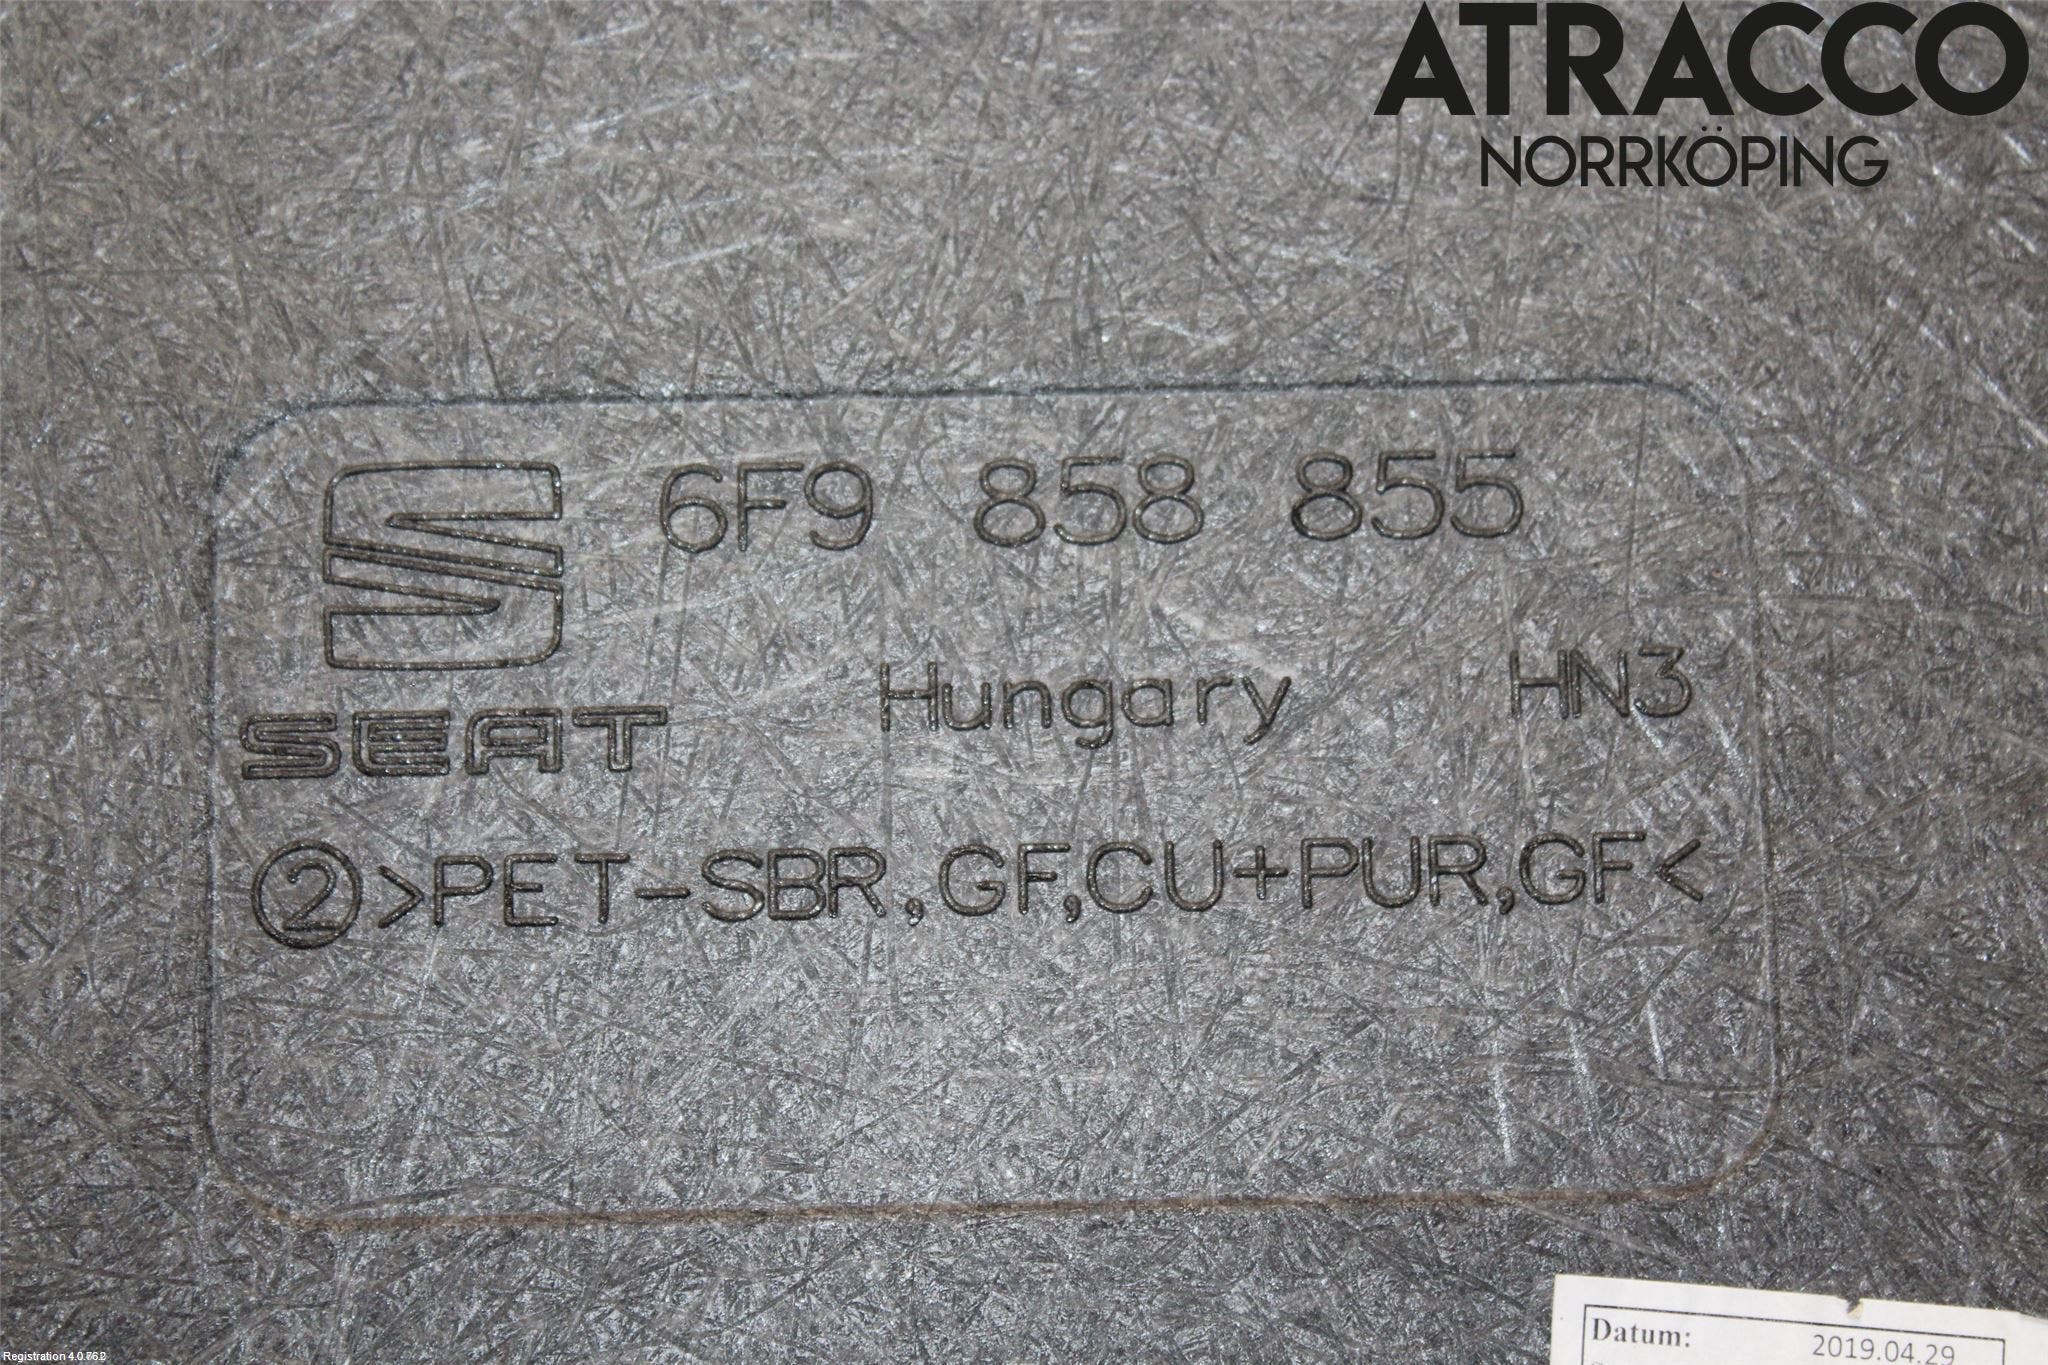 ATRACCO
NORRKÖPING
6F9 858 855
Hungary HN3
SEAT
2 >PET-SBR,GF,CU+PUR,GF<
Datum: 2019.04.29
Registration 4.0.